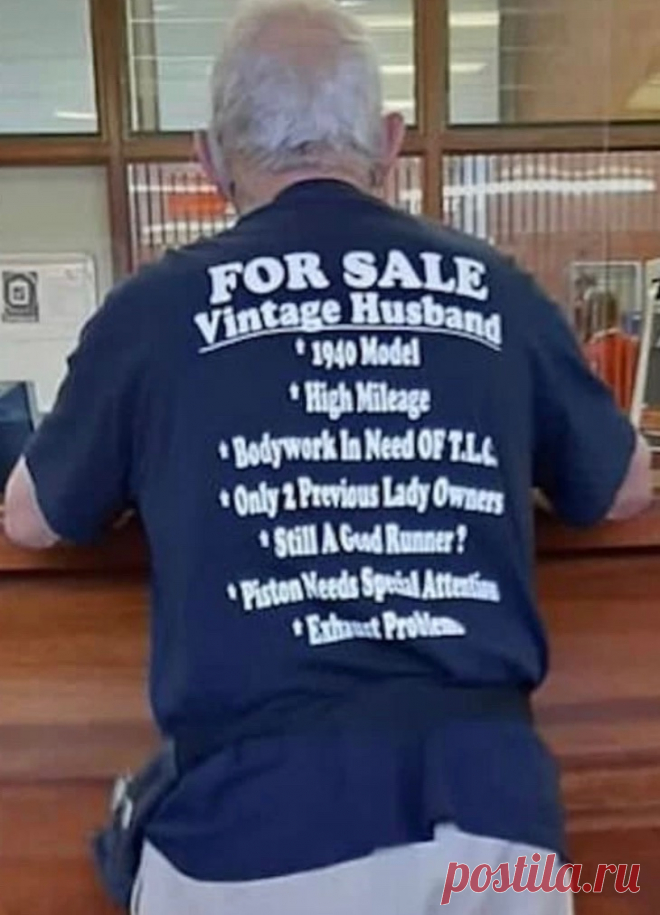 FOR SALE
Vintage Husband
* 1940 Model
* High Mileage
* Bodywork In Need OF T.L.C.
* Only 2 Previous Lady Owners
* Still A Good Runner?
* Piston Needs Special Attention
* Exhaust Problems
postila.ru